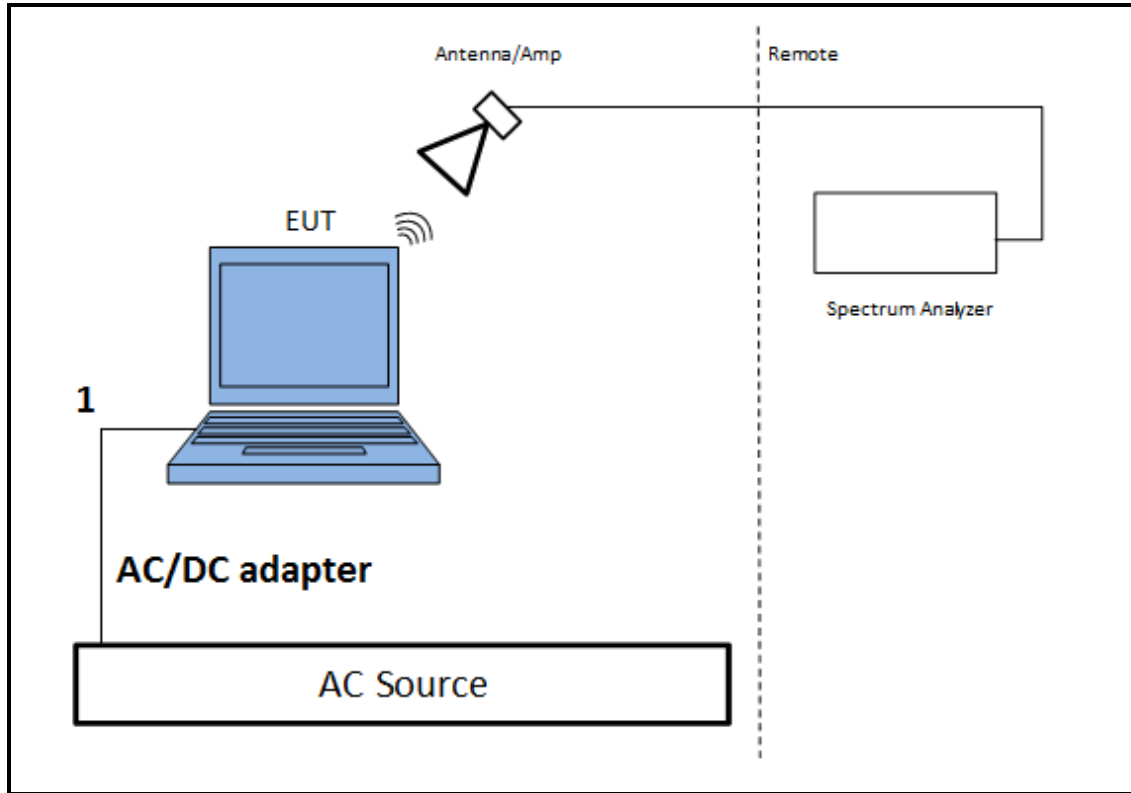 Antenna/Amp
Remote
EUT
Spectrum Analyzer
1
AC/DC adapter
AC Source